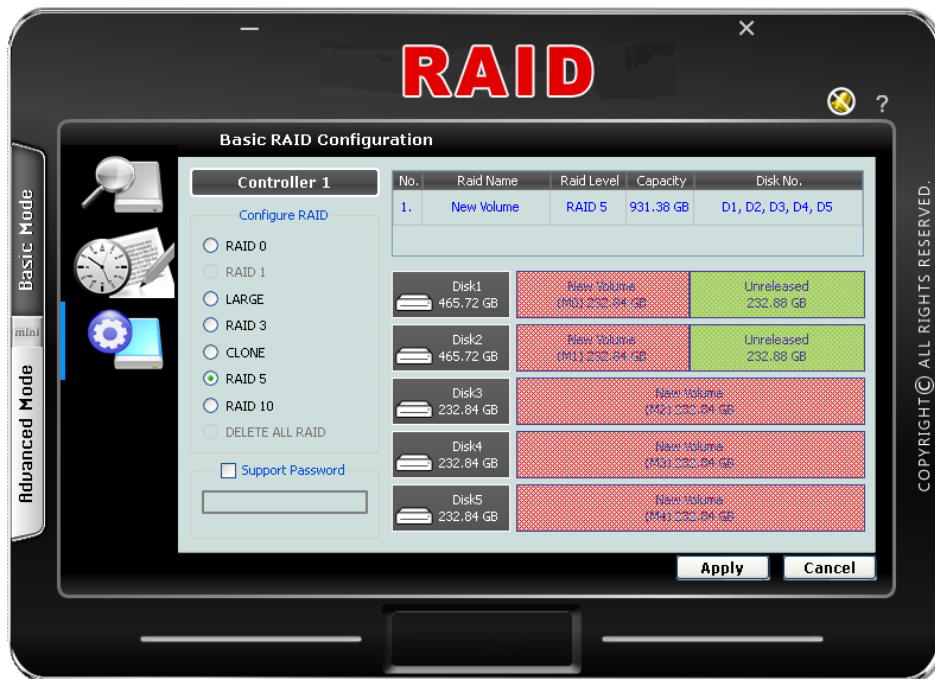 RAID
?
Basic RAID Configuration
Basic Mode
mini
Advanced Mode
Controller 1
Configure RAID
RAID 0
RAID 1
LARGE
RAID 3
CLONE
RAID 5
RAID 10
DELETE ALL RAID
Support Password
No. Raid Name Raid Level Capacity Disk No.
1. New Volume RAID 5 931.38 GB D1, D2, D3, D4, D5
Disk1 New Volume Unreleased
465.72 GB (M0) 232.84 GB 232.88 GB
Disk2 New Volume Unreleased
465.72 GB (M1) 232.84 GB 232.88 GB
Disk3 New Volume
232.84 GB (M2) 232.84 GB
Disk4 New Volume
232.84 GB (M3) 232.84 GB
Disk5 New Volume
232.84 GB (M4) 232.84 GB
Apply Cancel
COPYRIGHT© ALL RIGHTS RESERVED.